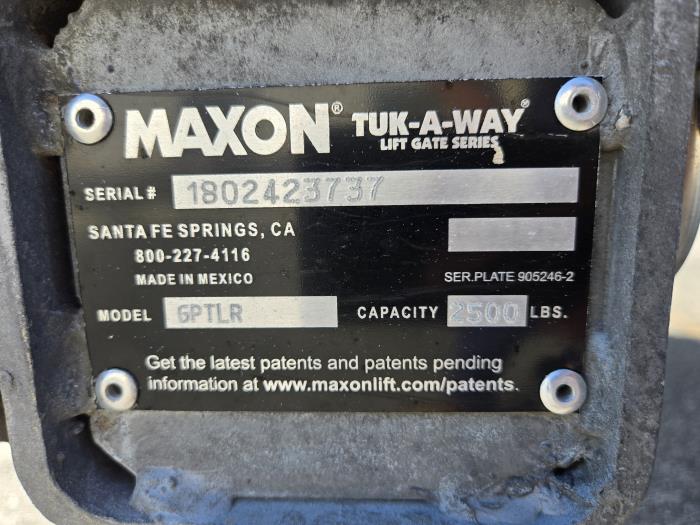 MAXON® TUK-A-WAY®
LIFT GATE SERIES
SERIAL # 1802423737
SANTA FE SPRINGS, CA
800-227-4116
MADE IN MEXICO
SER.PLATE 905246-2
MODEL GPTLR CAPACITY 2500 LBS.
Get the latest patents and patents pending
information at www.maxonlift.com/patents.